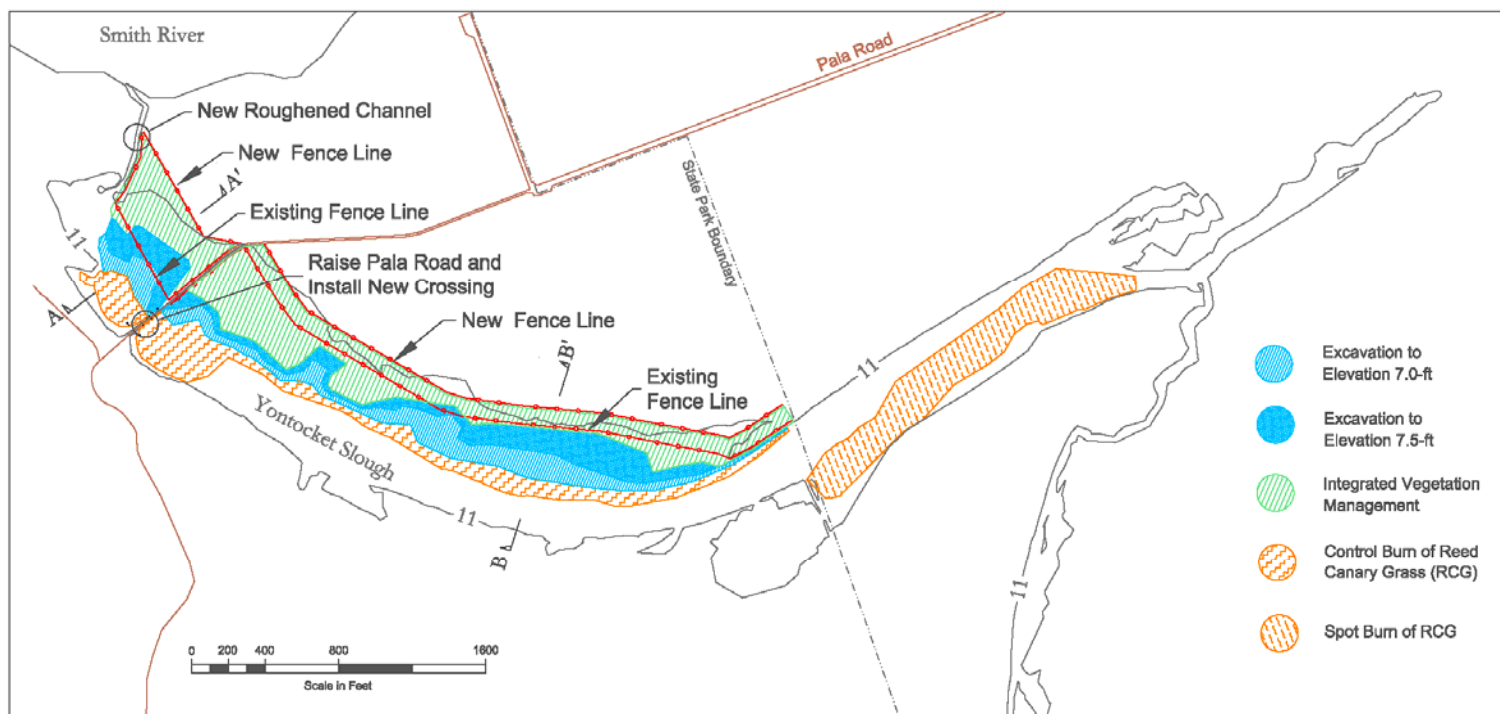 Smith River
Pala Road
New Roughened Channel
New Fence Line
A'
Existing Fence Line
11
Raise Pala Road and
Install New Crossing
A
State Park Boundary
New Fence Line
B'
Existing
Fence Line
11
Yontocket Slough
11
B
11
Excavation to
Elevation 7.0-ft
Excavation to
Elevation 7.5-ft
Integrated Vegetation
Management
Control Burn of Reed
Canary Grass (RCG)
Spot Burn of RCG
0 200 400 800 1600
Scale in Feet